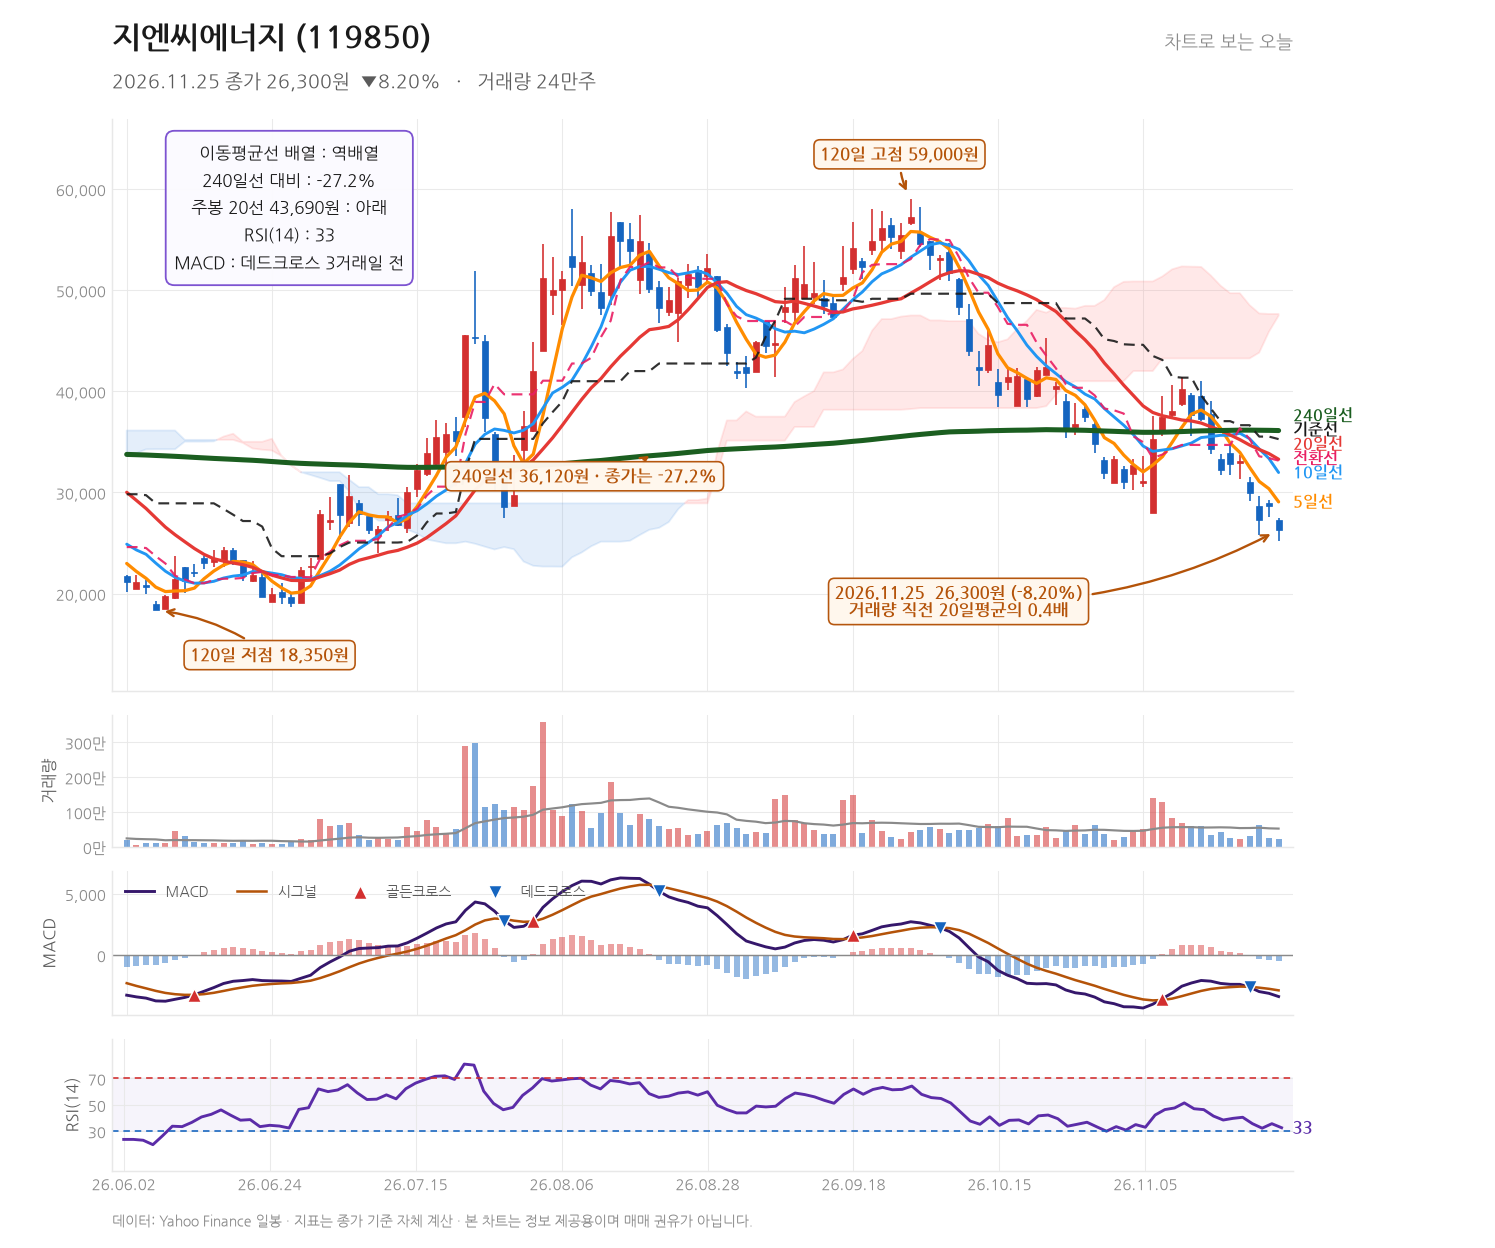 지엔씨에너지 (119850)
차트로 보는 오늘
2026.11.25 종가 26,300원 ▼8.20% · 거래량 24만주
이동평균선 배열 : 역배열
240일선 대비 : -27.2%
주봉 20선 43,690원 : 아래
RSI(14) : 33
MACD : 데드크로스 3거래일 전
120일 고점 59,000원
60,000
50,000
40,000
30,000
20,000
240일선
기준선
20일선
전환선
10일선
5일선
240일선 36,120원 · 종가는 -27.2%
2026.11.25 26,300원 (-8.20%)
거래량 직전 20일평균의 0.4배
120일 저점 18,350원
거래량
300만
200만
100만
0만
MACD
5,000
0
MACD
시그널
골든크로스
데드크로스
RSI(14)
70
50
30
33
26.06.02
26.06.24
26.07.15
26.08.06
26.08.28
26.09.18
26.10.15
26.11.05
데이터: Yahoo Finance 일봉 · 지표는 종가 기준 자체 계산 · 본 차트는 정보 제공용이며 매매 권유가 아닙니다.